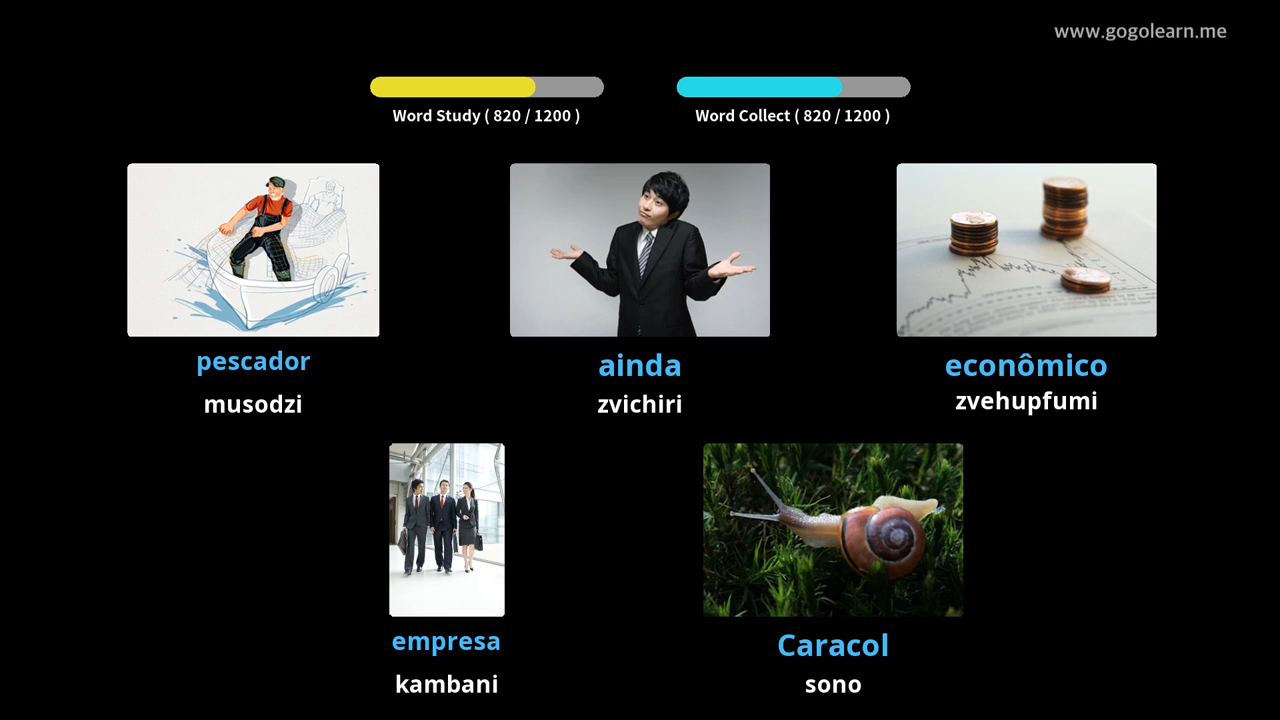 www.gogolearn.me
Word Study ( 820 / 1200 )
Word Collect ( 820 / 1200 )
pescador
musodzi
ainda
zvichiri
econômico
zvehupfumi
empresa
kambani
Caracol
sono